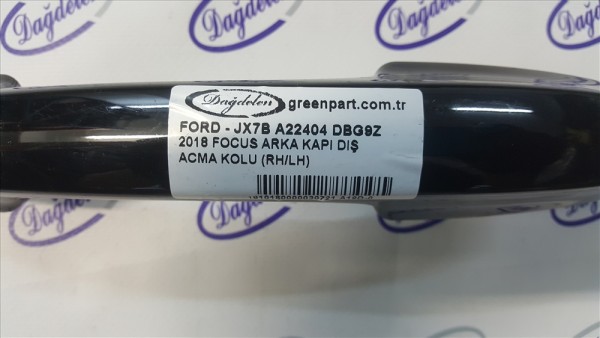 Dağdelen
Dağdelen
Dağdelen
Dağdelen greenpart.com.tr
FORD - JX7B A22404 DBG9Z
2018 FOCUS ARKA KAPI DIŞ
AÇMA KOLU (RH/LH)
Dağdelen
Dağdelen
Dağdelen